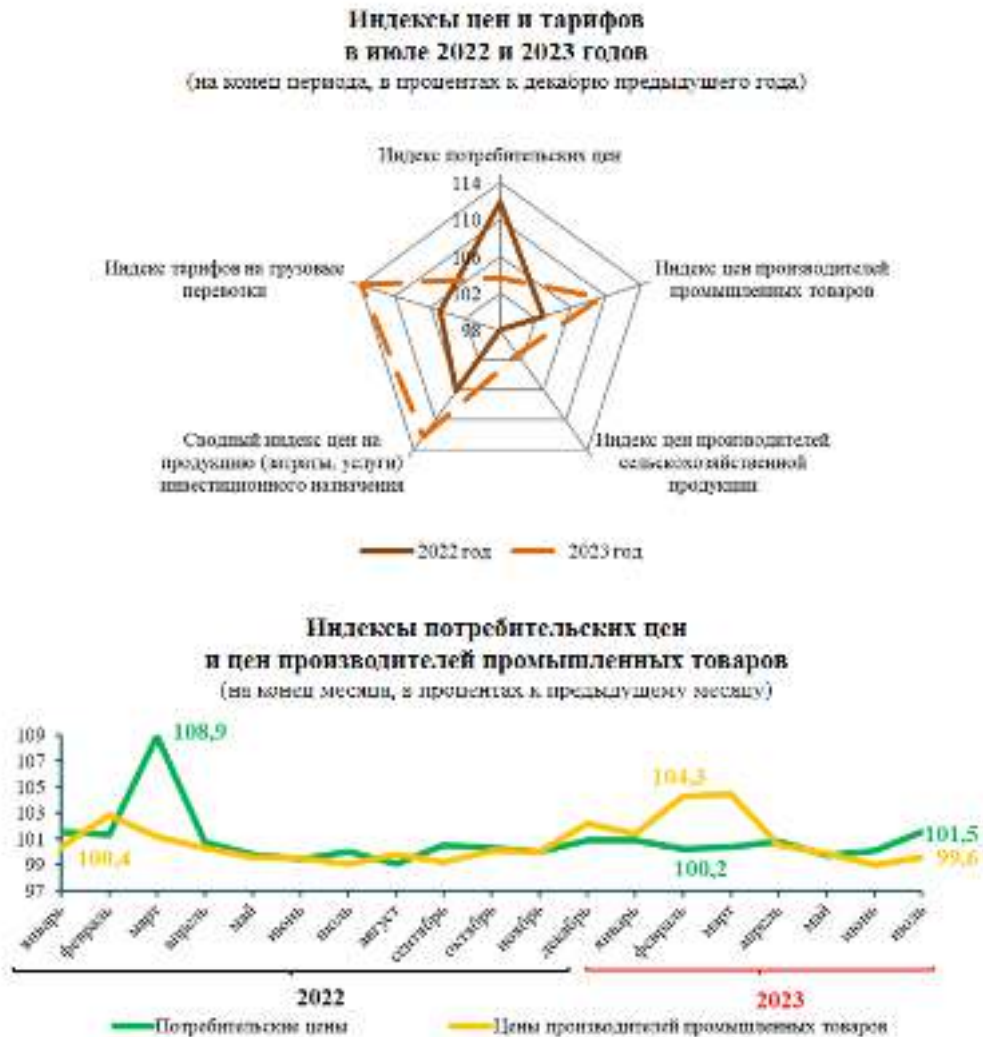 Индексы цен и тарифов
в июле 2022 и 2023 годов
(на конец периода, в процентах к декабрю предыдущего года)
Индекс потребительских цен
114
110
106
102
98
Индекс тарифов на грузовые
перевозки
Индекс цен производителей
промышленных товаров
Сводный индекс цен на
продукцию (затраты, услуги)
инвестиционного назначения
Индекс цен производителей
сельскохозяйственной
продукции
2022 год
2023 год
Индексы потребительских цен
и цен производителей промышленных товаров
(на конец месяца, в процентах к предыдущему месяцу)
109
107
105
103
101
99
97
108,9
100,4
104,3
100,2
101,5
99,6
январь
февраль
март
апрель
май
июнь
июль
август
сентябрь
октябрь
ноябрь
декабрь
январь
февраль
март
апрель
май
июнь
июль
2022
2023
Потребительские цены
Цены производителей промышленных товаров